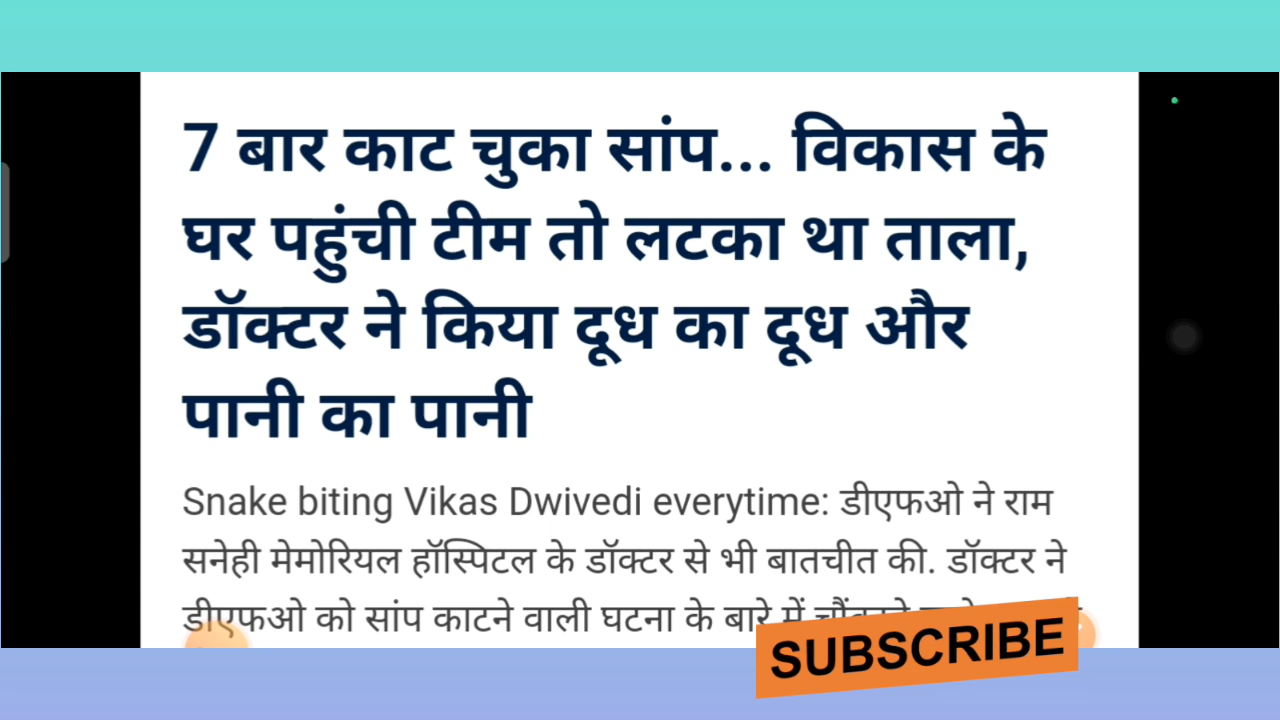 7 बार काट चुका सांप... विकास के
घर पहुंची टीम तो लटका था ताला,
डॉक्टर ने किया दूध का दूध और
पानी का पानी
Snake biting Vikas Dwivedi everytime: डीएफओ ने राम
सनेही मेमोरियल हॉस्पिटल के डॉक्टर से भी बातचीत की. डॉक्टर ने
डीएफओ को सांप काटने वाली घटना के बारे में
SUBSCRIBE